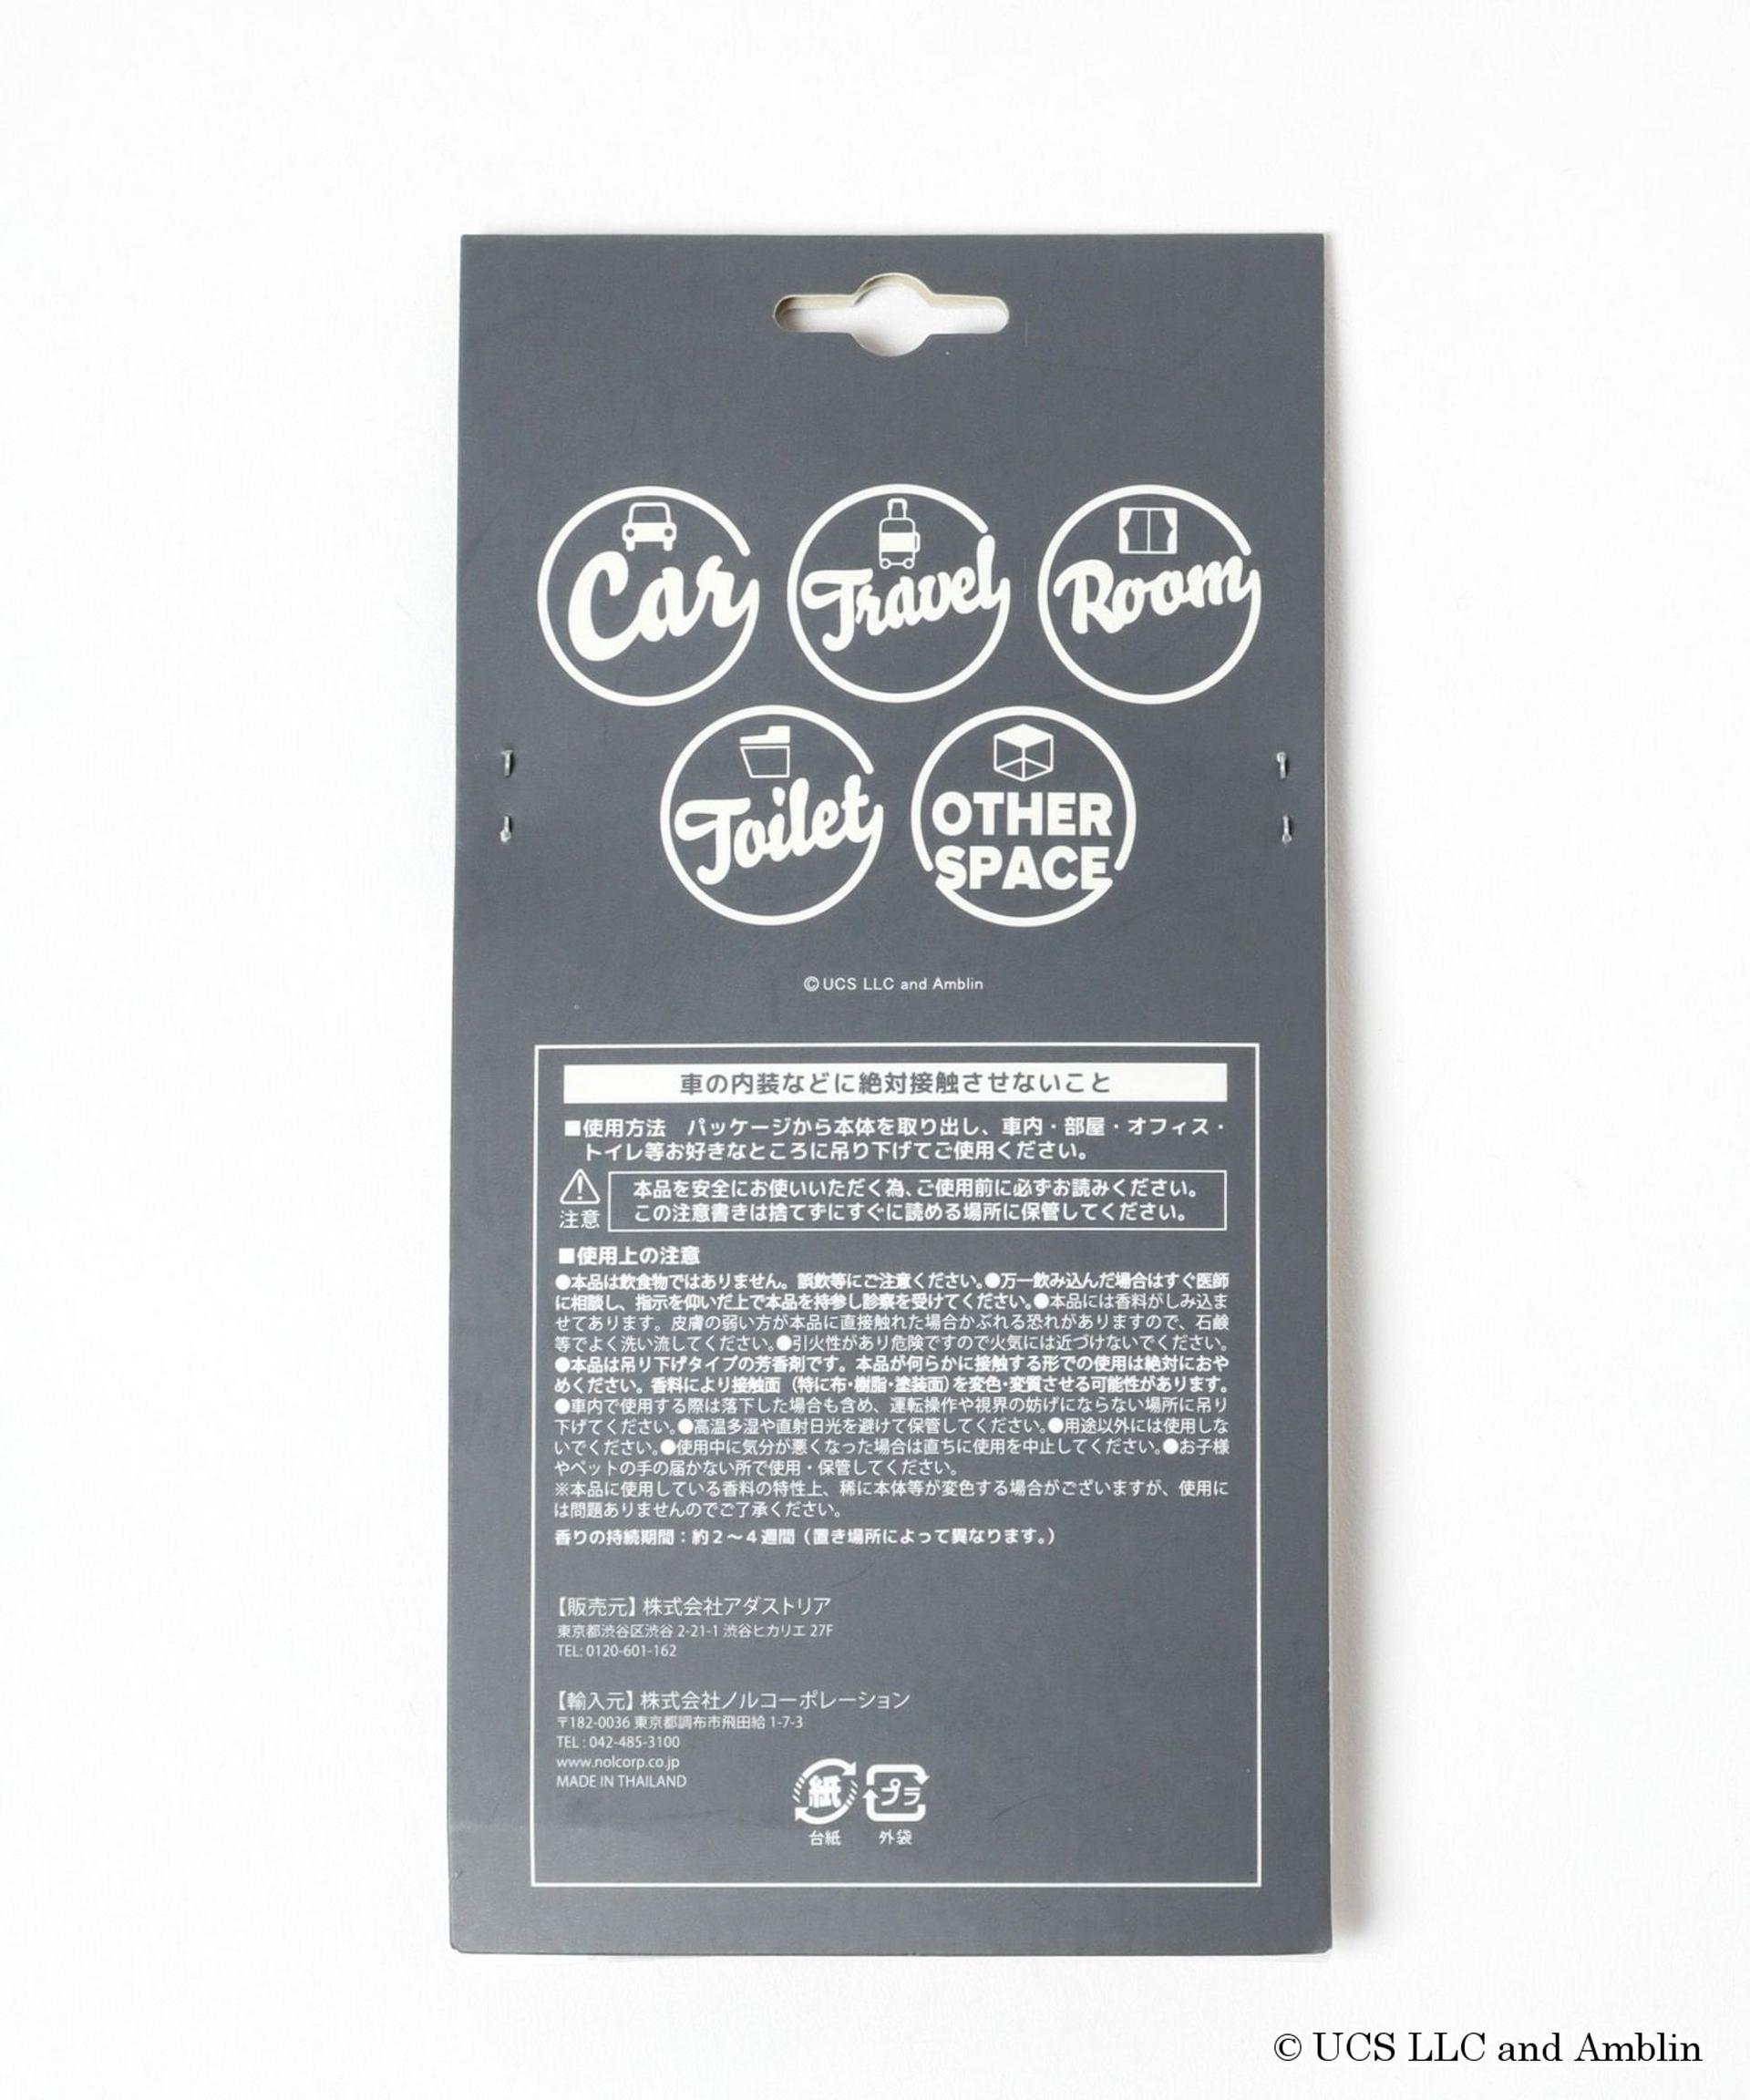 Car
Travel
Room
Toilet
OTHER
SPACE
©UCS LLC and Amblin
車の内装などに絶対接触させないこと
■使用方法　パッケージから本体を取り出し、車内・部屋・オフィス・
トイレ等お好きなところに吊り下げてご使用ください。
注意
本品を安全にお使いいただく為、ご使用前に必ずお読みください。
この注意書きは捨てずにすぐに読める場所に保管してください。
■使用上の注意
●本品は飲食物ではありません。誤飲等にご注意ください。●万一飲み込んだ場合はすぐ医師
に相談し、指示を仰いだ上で本品を持参し診察を受けてください。●本品には香料がしみ込ま
せてあります。皮膚の弱い方が本品に直接触れた場合かぶれる恐れがありますので、石鹸
等でよく洗い流してください。●引火性があり危険ですので火気には近づけないでください。
●本品は吊り下げタイプの芳香剤です。本品が何らかに接触する形での使用は絶対におや
めください。香料により接触面（特に布・樹脂・塗装面）を変色・変質させる可能性があります。
●車内で使用する際は落下した場合も含め、運転操作や視界の妨げにならない場所に吊り
下げてください。●高温多湿や直射日光を避けて保管してください。●用途以外には使用しな
いでください。●使用中に気分が悪くなった場合は直ちに使用を中止してください。●お子様
やペットの手の届かない所で使用・保管してください。
※本品に使用している香料の特性上、稀に本体等が変色する場合がございますが、使用に
は問題ありませんのでご了承ください。
香りの持続期間：約２～４週間（置き場所によって異なります。）
【販売元】株式会社アダストリア
東京都渋谷区渋谷 2-21-1 渋谷ヒカリエ 27F
TEL: 0120-601-162
【輸入元】株式会社ノルコーポレーション
〒182-0036 東京都調布市飛田給 1-7-3
TEL : 042-485-3100
www.nolcorp.co.jp
MADE IN THAILAND
紙
プラ
台紙
外袋
© UCS LLC and Amblin